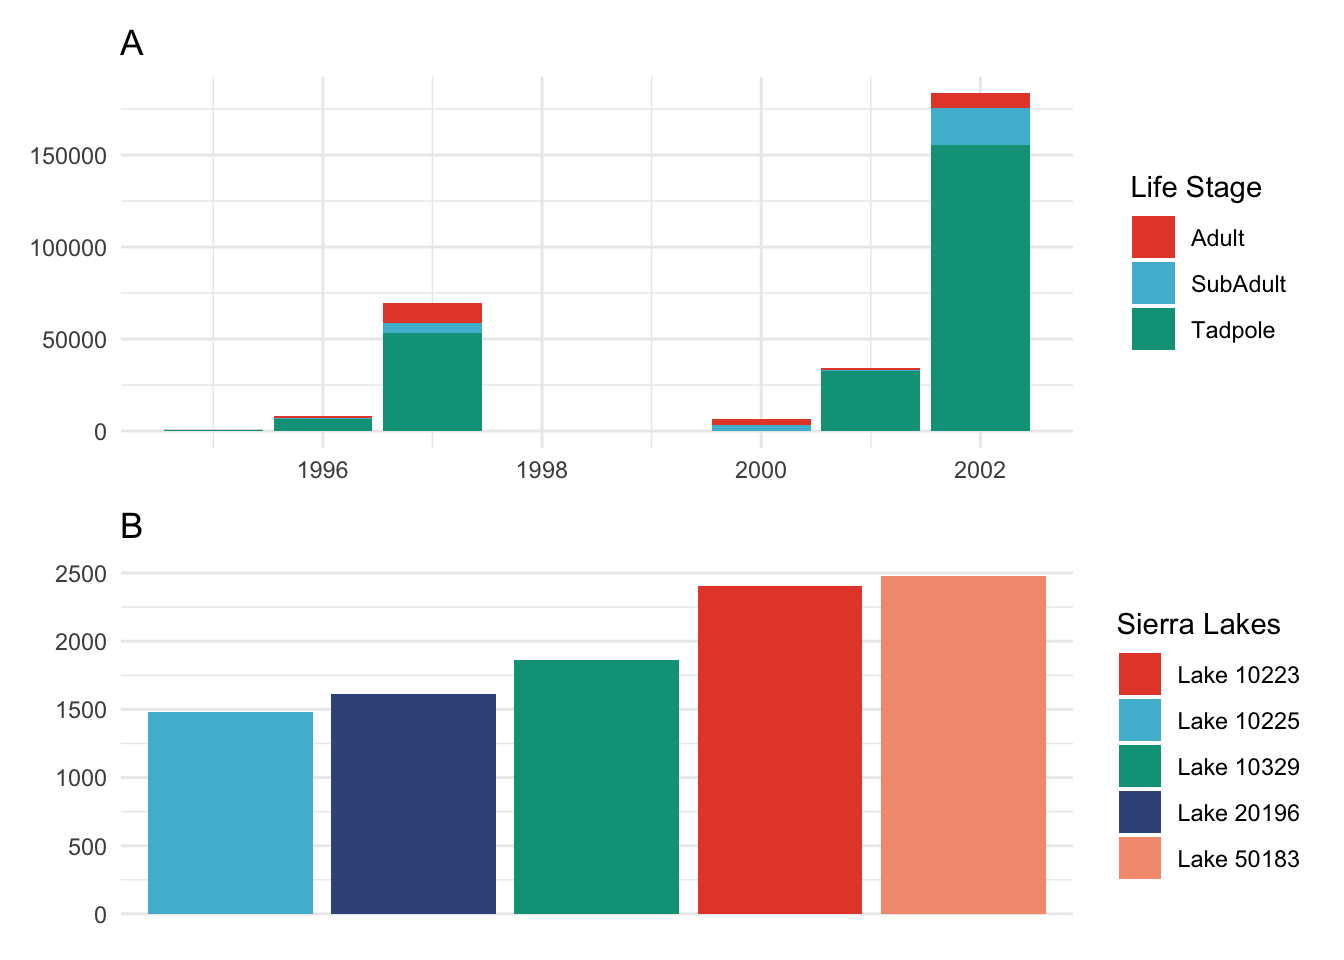 A
150000
100000
50000
0
1996 1998 2000 2002
Life Stage
Adult
SubAdult
Tadpole
B
2500
2000
1500
1000
500
0
Sierra Lakes
Lake 10223
Lake 10225
Lake 10329
Lake 20196
Lake 50183